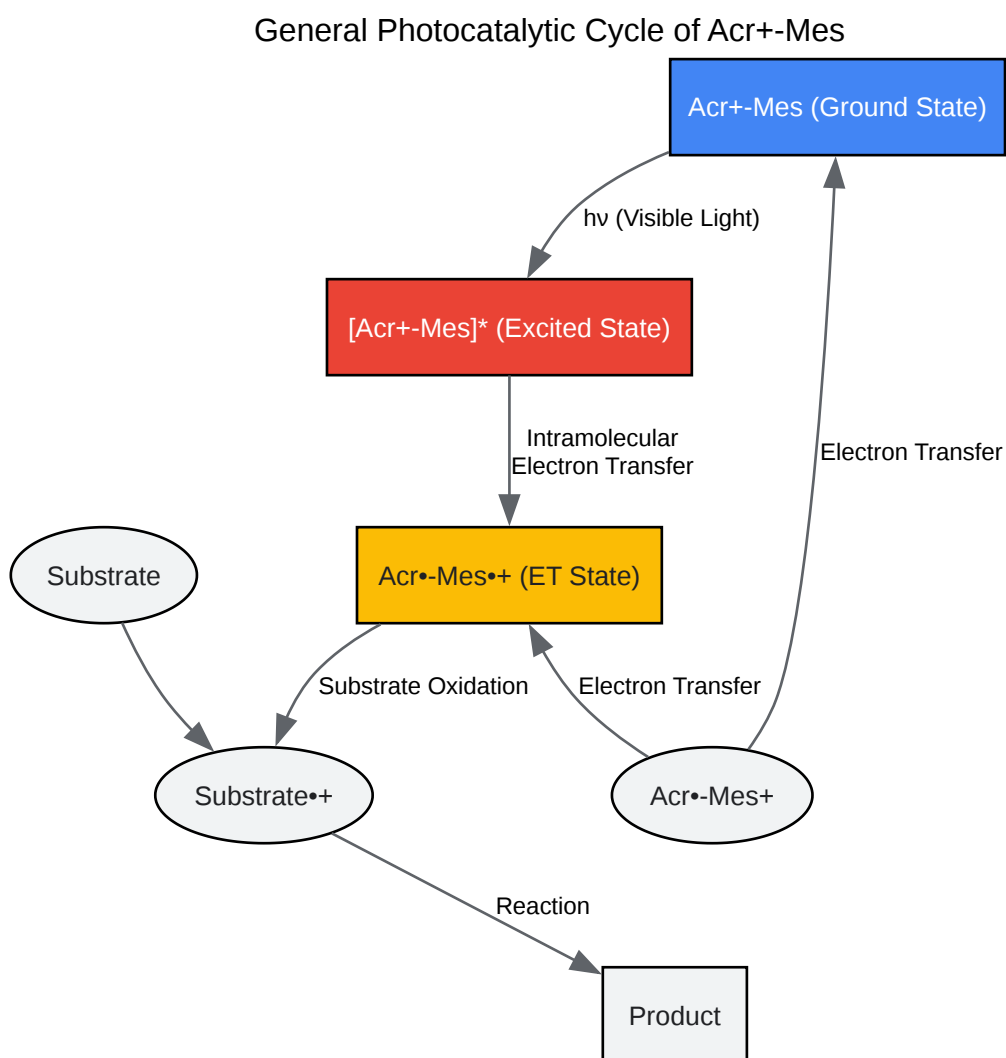 General Photocatalytic Cycle of Acr+-Mes
Acr+-Mes (Ground State)
hν (Visible Light)
[Acr+-Mes]* (Excited State)
Intramolecular
Electron Transfer
Electron Transfer
Substrate
Acr•-Mes•+ (ET State)
Substrate Oxidation
Electron Transfer
Substrate•+
Acr•-Mes+
Reaction
Product